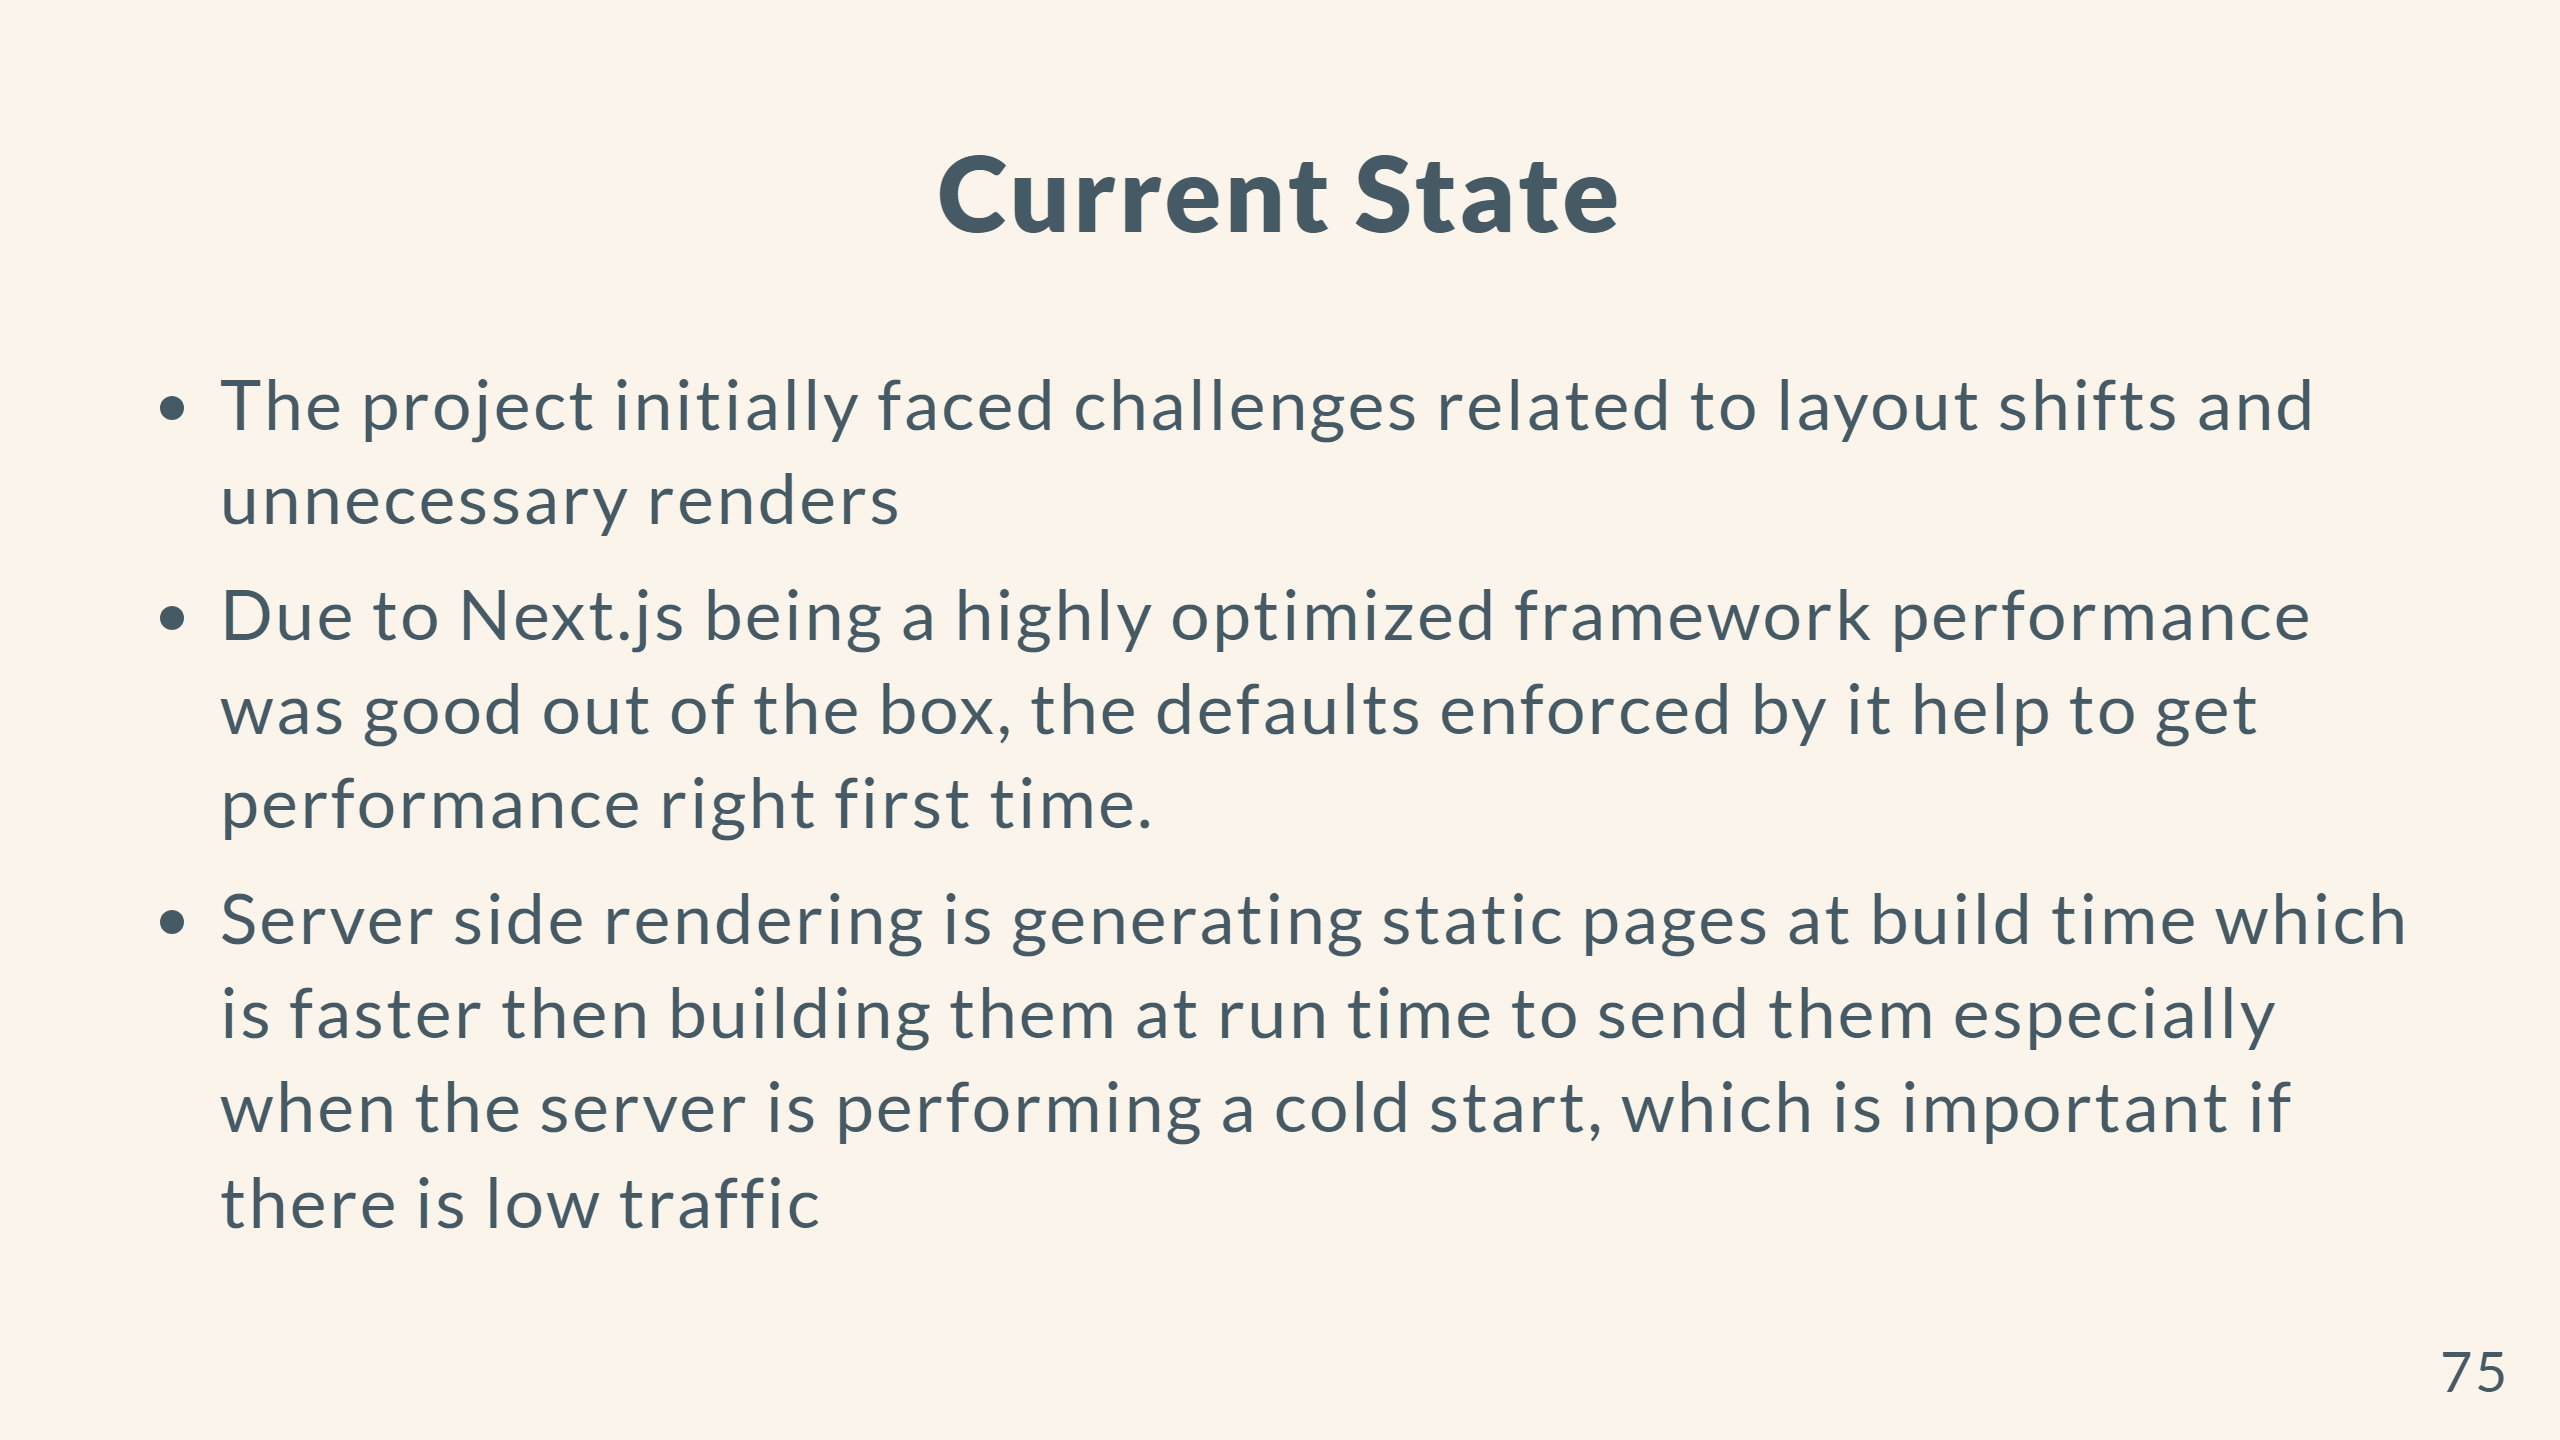 Current State
• The project initially faced challenges related to layout shifts and
unnecessary renders
• Due to Next.js being a highly optimized framework performance
was good out of the box, the defaults enforced by it help to get
performance right first time.
• Server side rendering is generating static pages at build time which
is faster then building them at run time to send them especially
when the server is performing a cold start, which is important if
there is low traffic
75